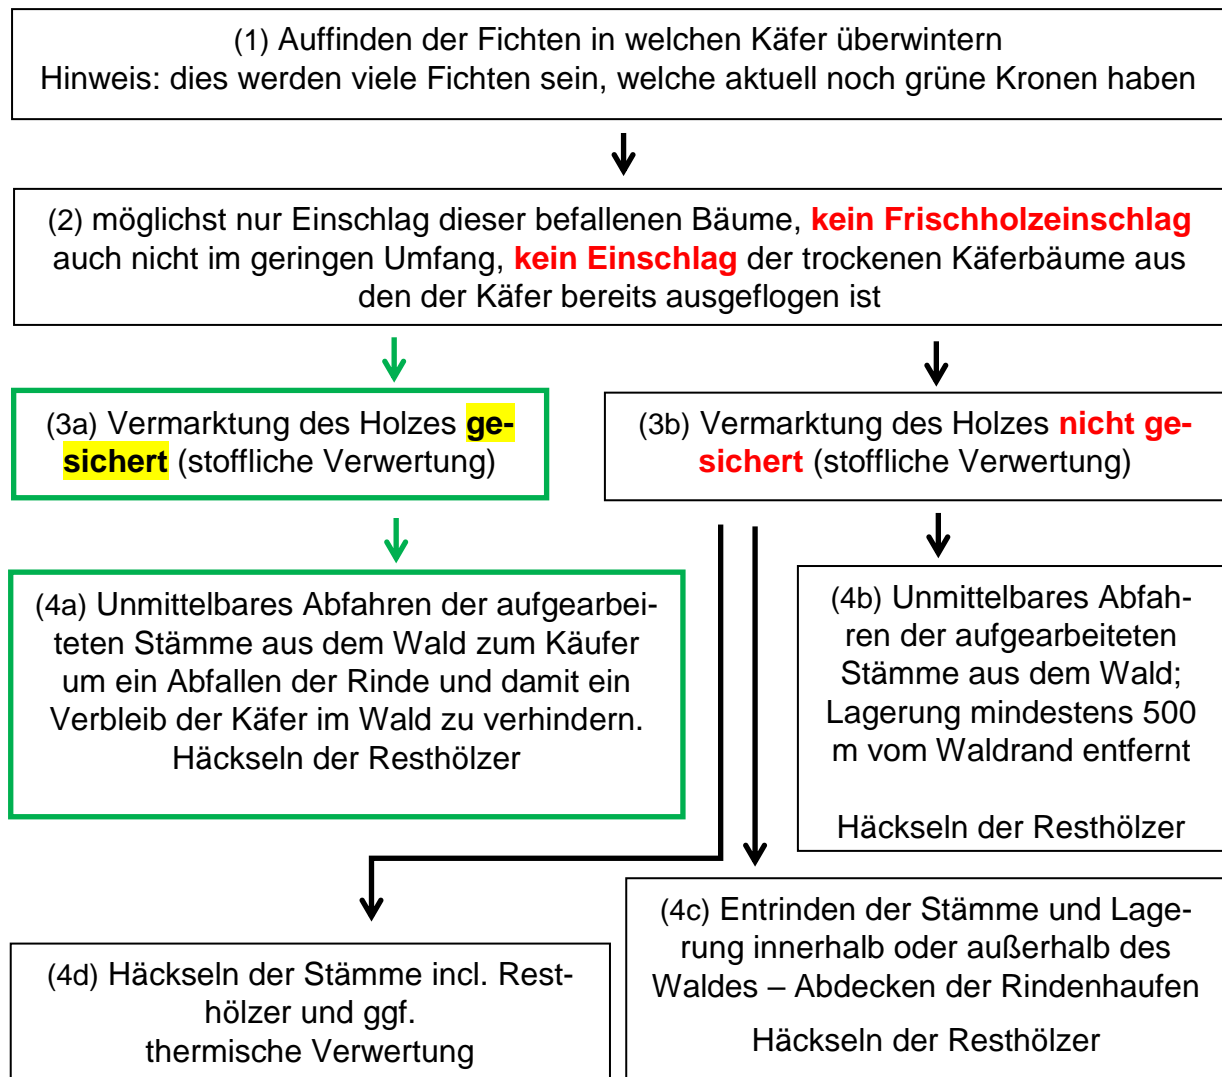 (1) Auffinden der Fichten in welchen Käfer überwintern
Hinweis: dies werden viele Fichten sein, welche aktuell noch grüne Kronen haben
(2) möglichst nur Einschlag dieser befallenen Bäume, kein Frischholzeinschlag
auch nicht im geringen Umfang, kein Einschlag der trockenen Käferbäume aus
den der Käfer bereits ausgeflogen ist
(3a) Vermarktung des Holzes ge-
sichert (stoffliche Verwertung)
(3b) Vermarktung des Holzes nicht ge-
sichert (stoffliche Verwertung)
(4a) Unmittelbares Abfahren der aufgearbei-
teten Stämme aus dem Wald zum Käufer
um ein Abfallen der Rinde und damit ein
Verbleib der Käfer im Wald zu verhindern.
Häckseln der Resthölzer
(4b) Unmittelbares Abfah-
ren der aufgearbeiteten
Stämme aus dem Wald;
Lagerung mindestens 500
m vom Waldrand entfernt
Häckseln der Resthölzer
(4c) Entrinden der Stämme und Lage-
rung innerhalb oder außerhalb des
Waldes – Abdecken der Rindenhaufen
Häckseln der Resthölzer
(4d) Häckseln der Stämme incl. Rest-
hölzer und ggf.
thermische Verwertung